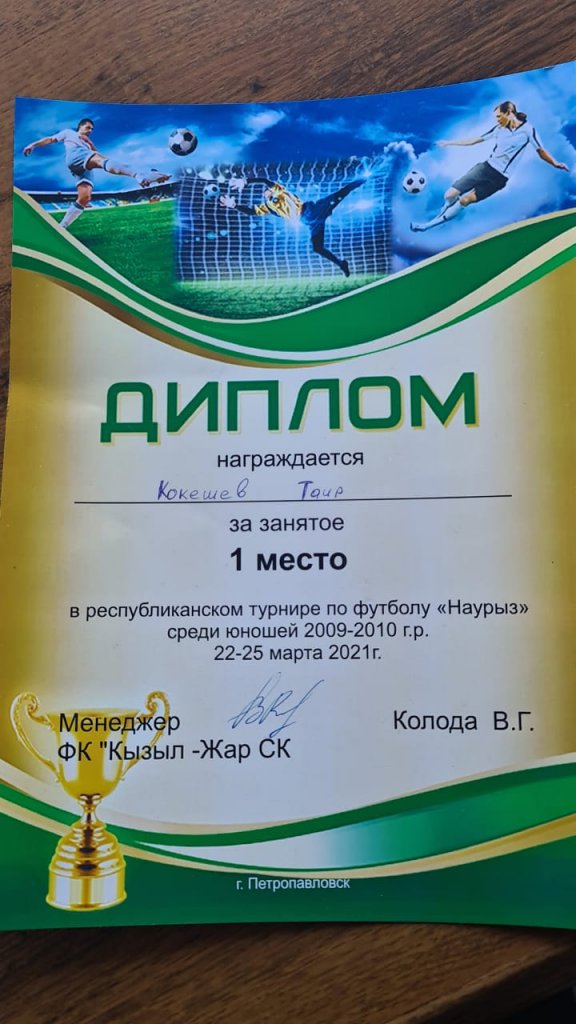 ДИПЛОМ
награждается
Кокешев Таир
за занятое
1 место
в республиканском турнире по футболу «Наурыз»
среди юношей 2009-2010 г.р.
22-25 марта 2021г.
Менеджер Колода В.Г.
ФК "Кызыл -Жар СК
г. Петропавловск